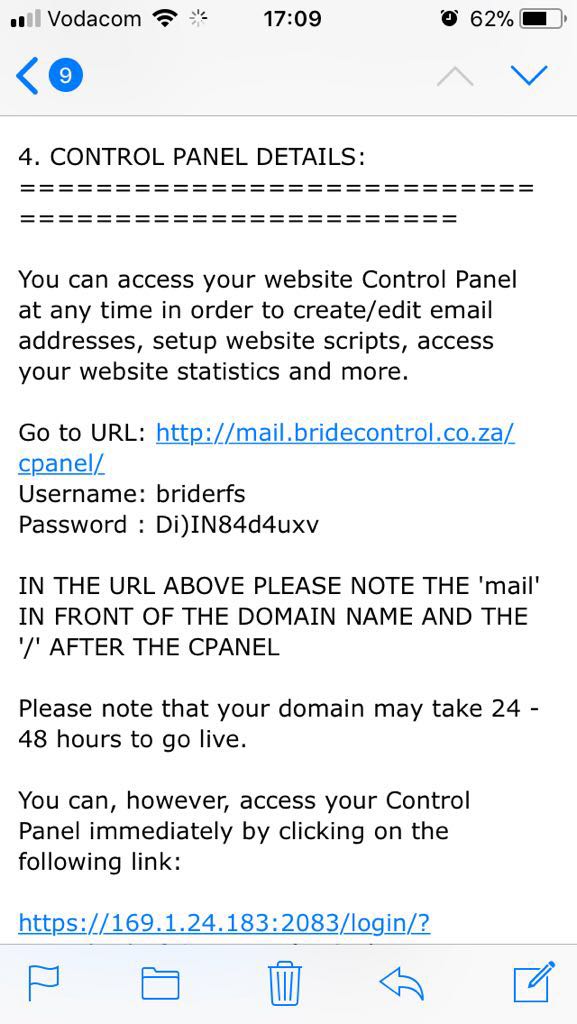 Vodacom 17:09 62%
9
4. CONTROL PANEL DETAILS:
===========================
=======================
You can access your website Control Panel
at any time in order to create/edit email
addresses, setup website scripts, access
your website statistics and more.
Go to URL: http://mail.bridecontrol.co.za/
cpanel/
Username: briderfs
Password : Di)IN84d4uxv
IN THE URL ABOVE PLEASE NOTE THE 'mail'
IN FRONT OF THE DOMAIN NAME AND THE
'/' AFTER THE CPANEL
Please note that your domain may take 24 -
48 hours to go live.
You can, however, access your Control
Panel immediately by clicking on the
following link:
https://169.1.24.183:2083/login/?